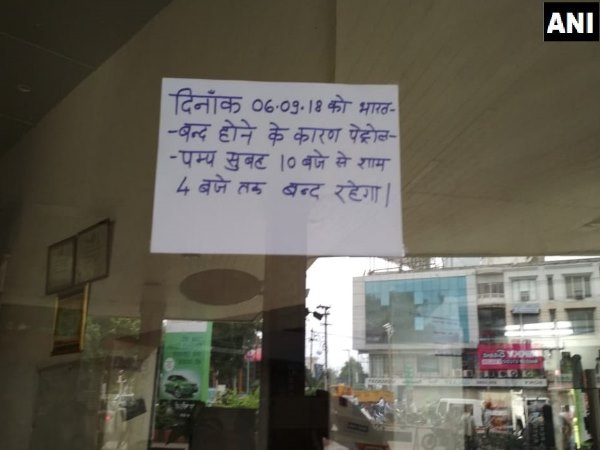 ANI
दिनाँक 06.09.18 को भारत-
-बन्द होने के कारण पेट्रोल-
-पम्प सुबह 10 बजे से शाम
4 बजे तक बन्द रहेगा।